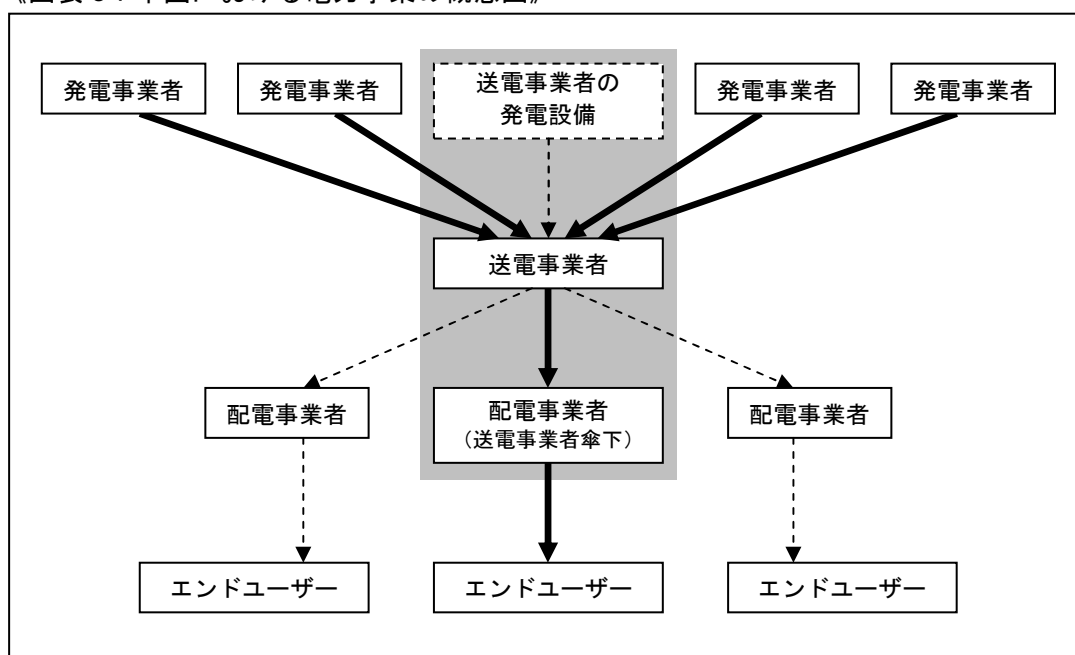 発電事業者
発電事業者
送電事業者の
発電設備
発電事業者
発電事業者
送電事業者
配電事業者
配電事業者
(送電事業者傘下)
配電事業者
エンドユーザー
エンドユーザー
エンドユーザー